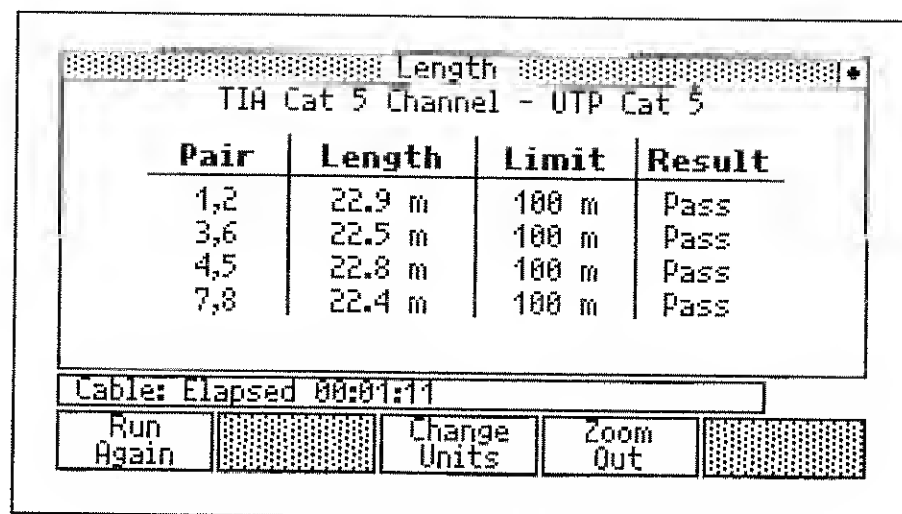 Length
TIA Cat 5 Channel - UTP Cat 5
Pair Length Limit Result
1,2 22.9 m 100 m Pass
3,6 22.5 m 100 m Pass
4,5 22.8 m 100 m Pass
7,8 22.4 m 100 m Pass
Cable: Elapsed 00:01:11
Run Again
Change Units
Zoom Out